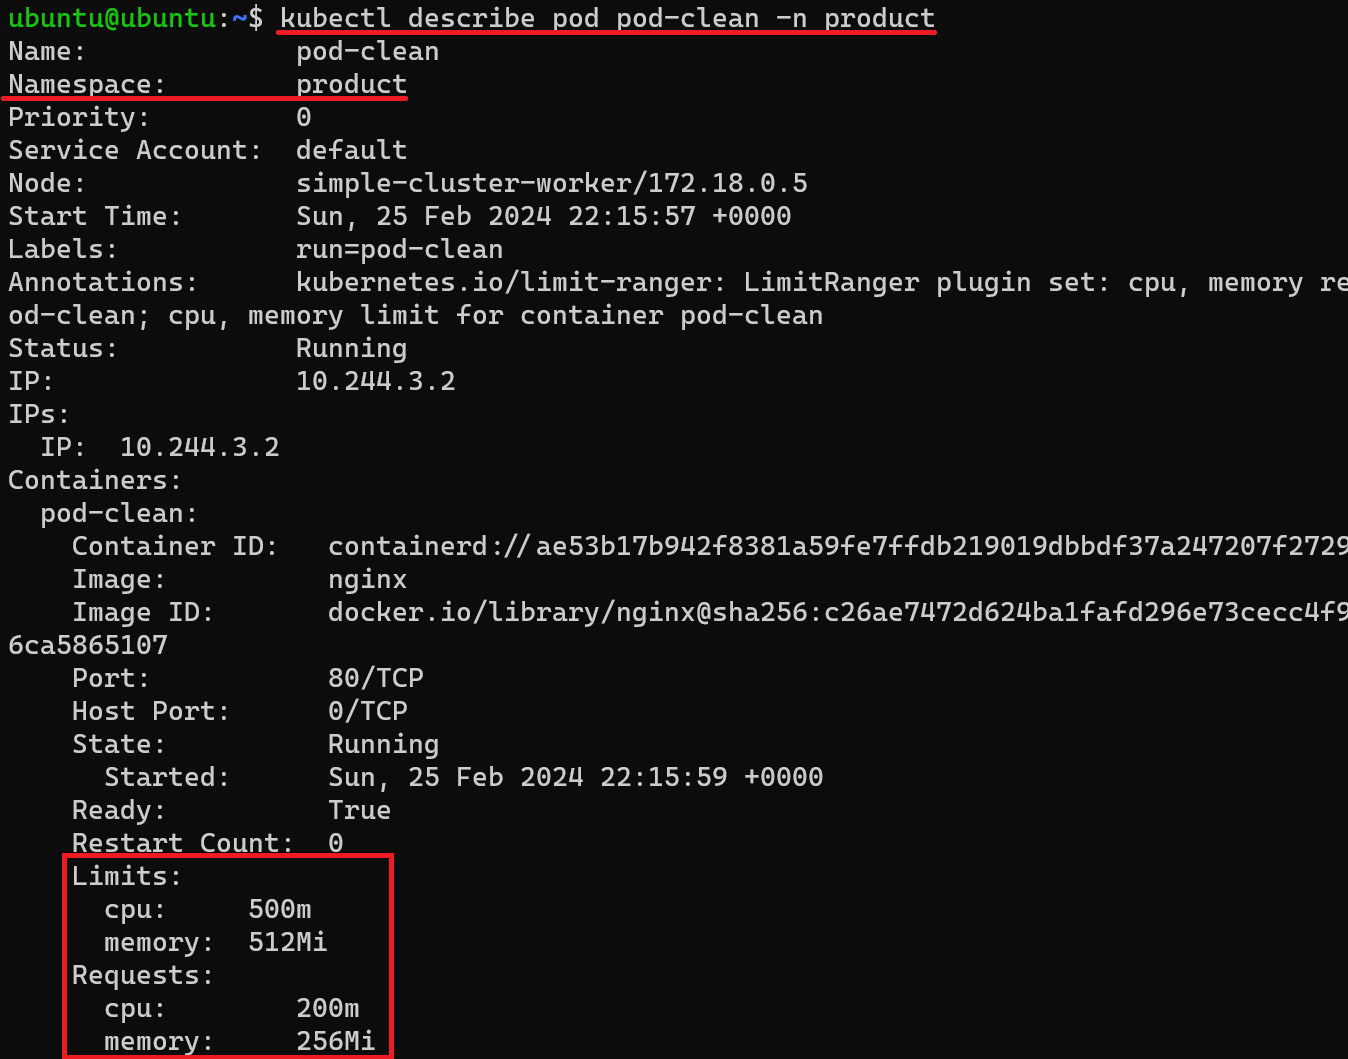 ubuntu@ubuntu:~$ kubectl describe pod pod-clean -n product
Name:             pod-clean
Namespace:        product
Priority:         0
Service Account:  default
Node:             simple-cluster-worker/172.18.0.5
Start Time:       Sun, 25 Feb 2024 22:15:57 +0000
Labels:           run=pod-clean
Annotations:      kubernetes.io/limit-ranger: LimitRanger plugin set: cpu, memory re
od-clean; cpu, memory limit for container pod-clean
Status:           Running
IP:               10.244.3.2
IPs:
  IP:  10.244.3.2
Containers:
  pod-clean:
    Container ID:   containerd://ae53b17b942f8381a59fe7ffdb219019dbbdf37a247207f2729
    Image:          nginx
    Image ID:       docker.io/library/nginx@sha256:c26ae7472d624ba1fafd296e73cecc4f9
6ca5865107
    Port:           80/TCP
    Host Port:      0/TCP
    State:          Running
      Started:      Sun, 25 Feb 2024 22:15:59 +0000
    Ready:          True
    Restart Count:  0
    Limits:
      cpu:     500m
      memory:  512Mi
    Requests:
      cpu:        200m
      memory:     256Mi